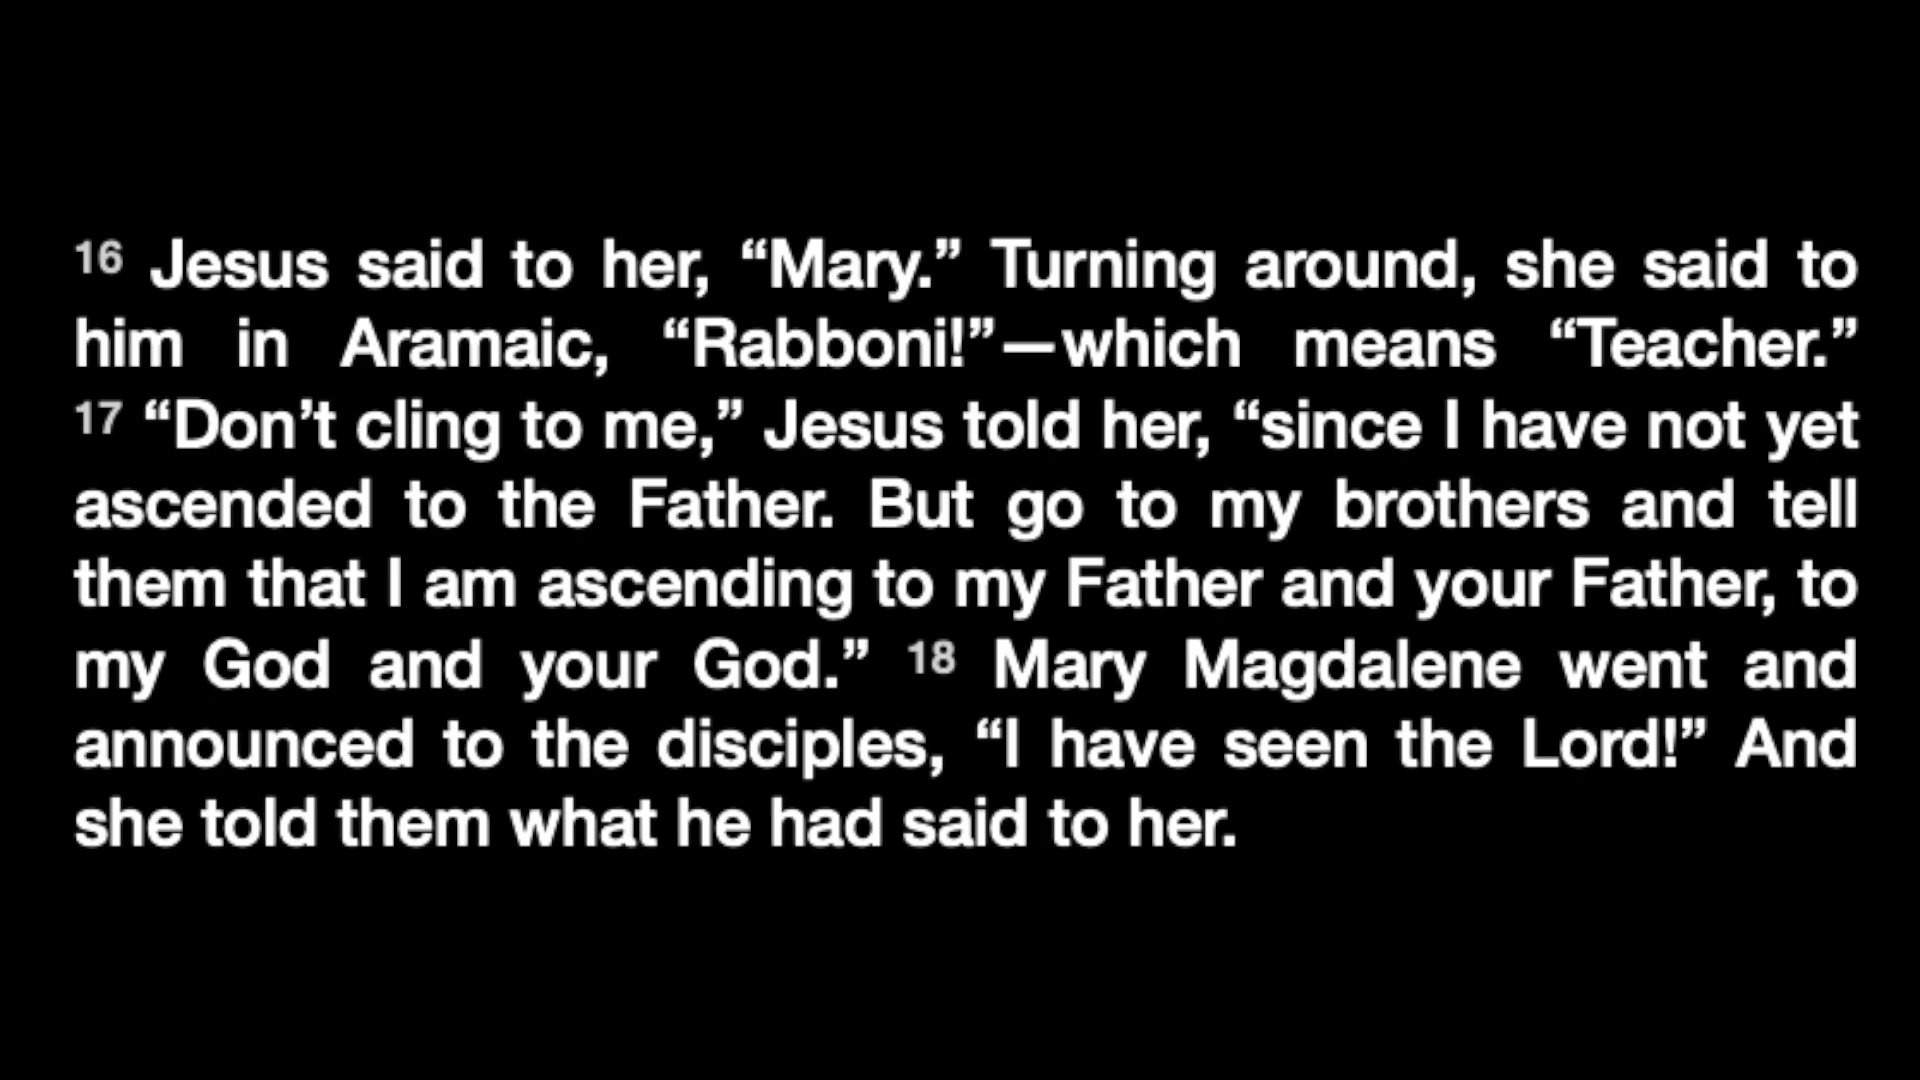 16 Jesus said to her, “Mary.” Turning around, she said to
him in Aramaic, “Rabboni!”—which means “Teacher.”
17 “Don’t cling to me,” Jesus told her, “since I have not yet
ascended to the Father. But go to my brothers and tell
them that I am ascending to my Father and your Father, to
my God and your God.” 18 Mary Magdalene went and
announced to the disciples, “I have seen the Lord!” And
she told them what he had said to her.